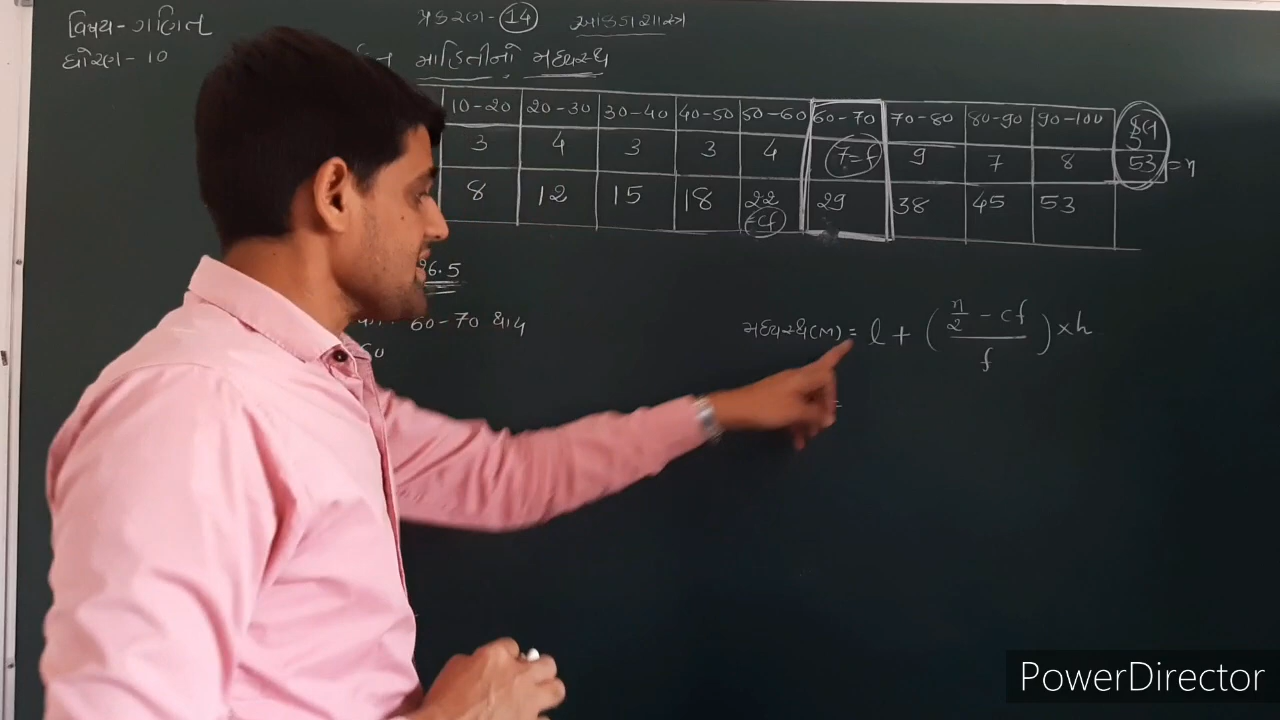 વિષય - ગણિત પ્રકરણ - 14 આંકડાશાસ્ત્ર
ધોરણ - 10 માહિતીનો મધ્યસ્થ
10-20 20-30 30-40 40-50 50-60 60-70 70-80 80-90 90-100 કુલ
3 4 3 3 4 7=f 9 7 8 53 = n
8 12 15 18 22 29 38 45 53
=cf
26.5
60-70 થાય
60
મધ્યસ્થ(M) = l + ( n/2 - cf / f ) × h
=
PowerDirector